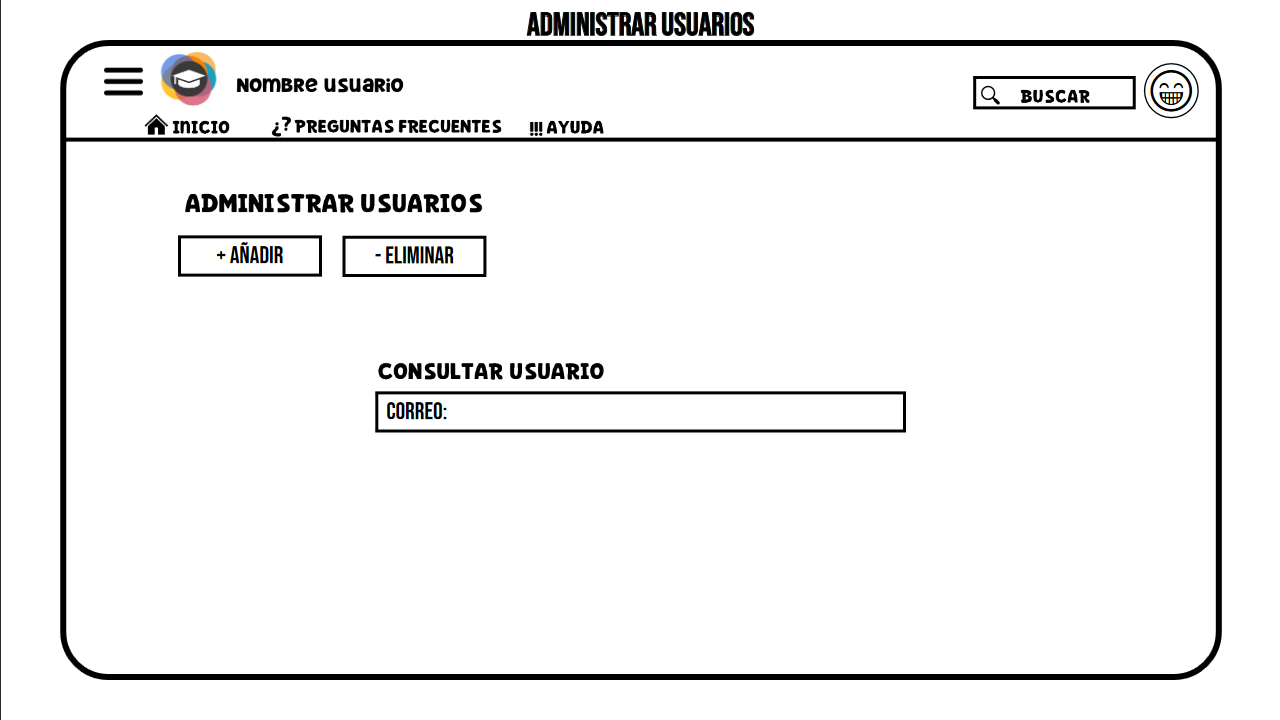 ADMINISTRAR USUARIOS
NOMBRE USUARIO
BUSCAR
INICIO
¿? PREGUNTAS FRECUENTES
!!! AYUDA
ADMINISTRAR USUARIOS
+ AÑADIR
- ELIMINAR
CONSULTAR USUARIO
CORREO: